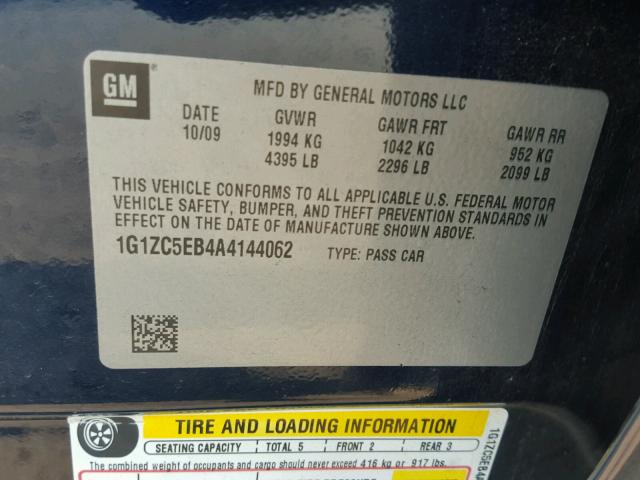 GM
MFD BY GENERAL MOTORS LLC
DATE GVWR GAWR FRT GAWR RR
10/09 1994 KG 1042 KG 952 KG
4395 LB 2296 LB 2099 LB
THIS VEHICLE CONFORMS TO ALL APPLICABLE U.S. FEDERAL MOTOR
VEHICLE SAFETY, BUMPER, AND THEFT PREVENTION STANDARDS IN
EFFECT ON THE DATE OF MANUFACTURE SHOWN ABOVE.
1G1ZC5EB4A4144062 TYPE: PASS CAR
TIRE AND LOADING INFORMATION
SEATING CAPACITY TOTAL 5 FRONT 2 REAR 3
The combined weight of occupants and cargo should never exceed 416 kg or 917 lbs.
1G1ZC5EB4A